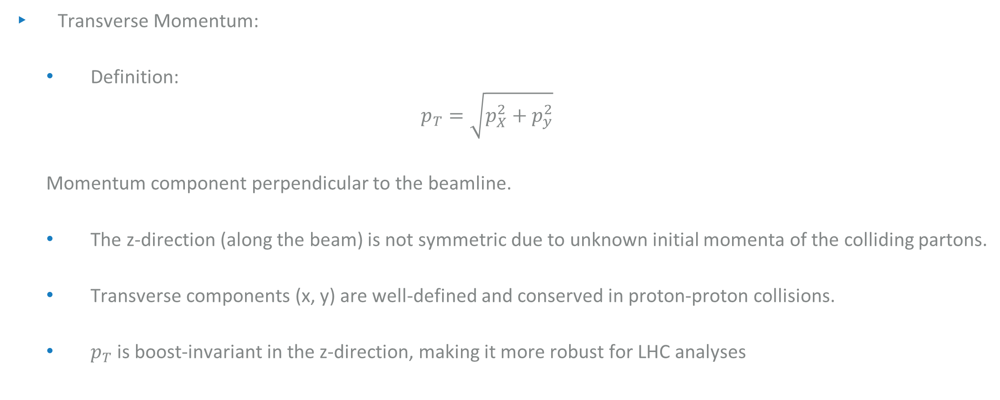 ▸ Transverse Momentum:
• Definition:
p_T = √(p_X^2 + p_y^2)
Momentum component perpendicular to the beamline.
• The z-direction (along the beam) is not symmetric due to unknown initial momenta of the colliding partons.
• Transverse components (x, y) are well-defined and conserved in proton-proton collisions.
• p_T is boost-invariant in the z-direction, making it more robust for LHC analyses